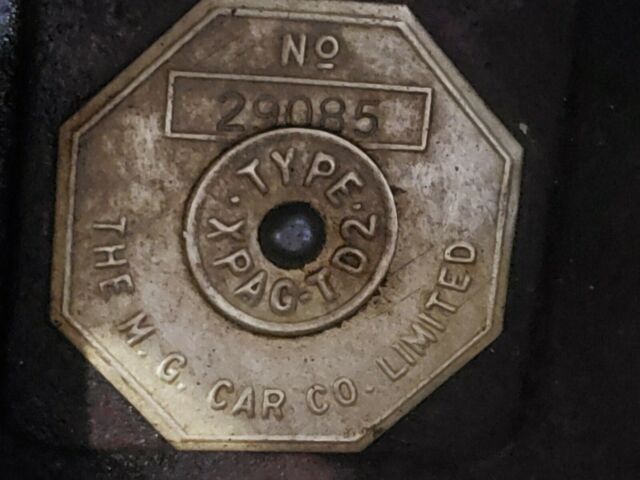 Nº
29085
· TYPE ·
XPAG-TD2
THE M. G. CAR CO. LIMITED